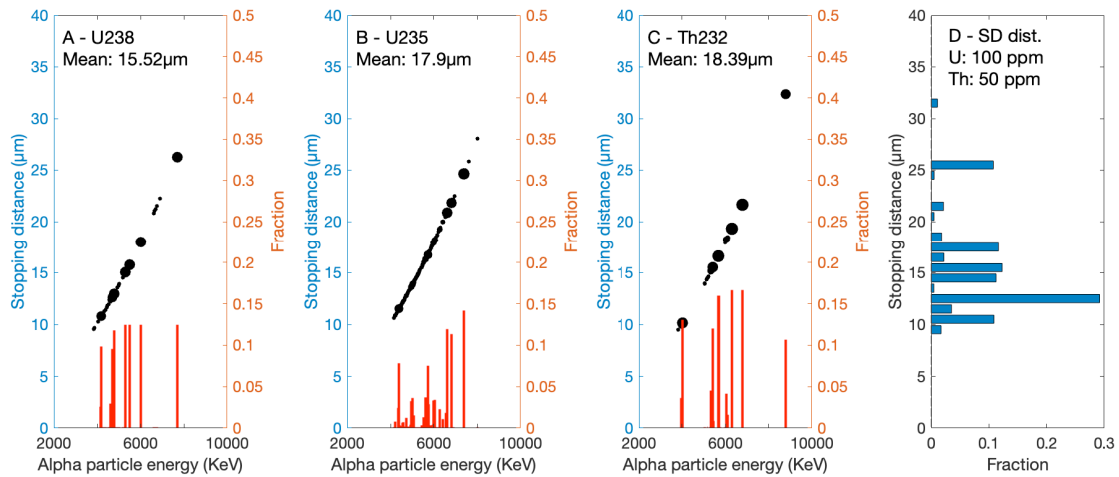 A - U238
Mean: 15.52µm
Stopping distance (µm)
40
35
30
25
20
15
10
5
0
0.5
0.45
0.4
0.35
0.3
0.25
0.2
0.15
0.1
0.05
0
Fraction
2000 6000 10000
Alpha particle energy (KeV)
B - U235
Mean: 17.9µm
Stopping distance (µm)
40
35
30
25
20
15
10
5
0
0.5
0.45
0.4
0.35
0.3
0.25
0.2
0.15
0.1
0.05
0
Fraction
2000 6000 10000
Alpha particle energy (KeV)
C - Th232
Mean: 18.39µm
Stopping distance (µm)
40
35
30
25
20
15
10
5
0
0.5
0.45
0.4
0.35
0.3
0.25
0.2
0.15
0.1
0.05
0
Fraction
2000 6000 10000
Alpha particle energy (KeV)
D - SD dist.
U: 100 ppm
Th: 50 ppm
Stopping distance (µm)
40
35
30
25
20
15
10
5
0
0 0.1 0.2 0.3
Fraction